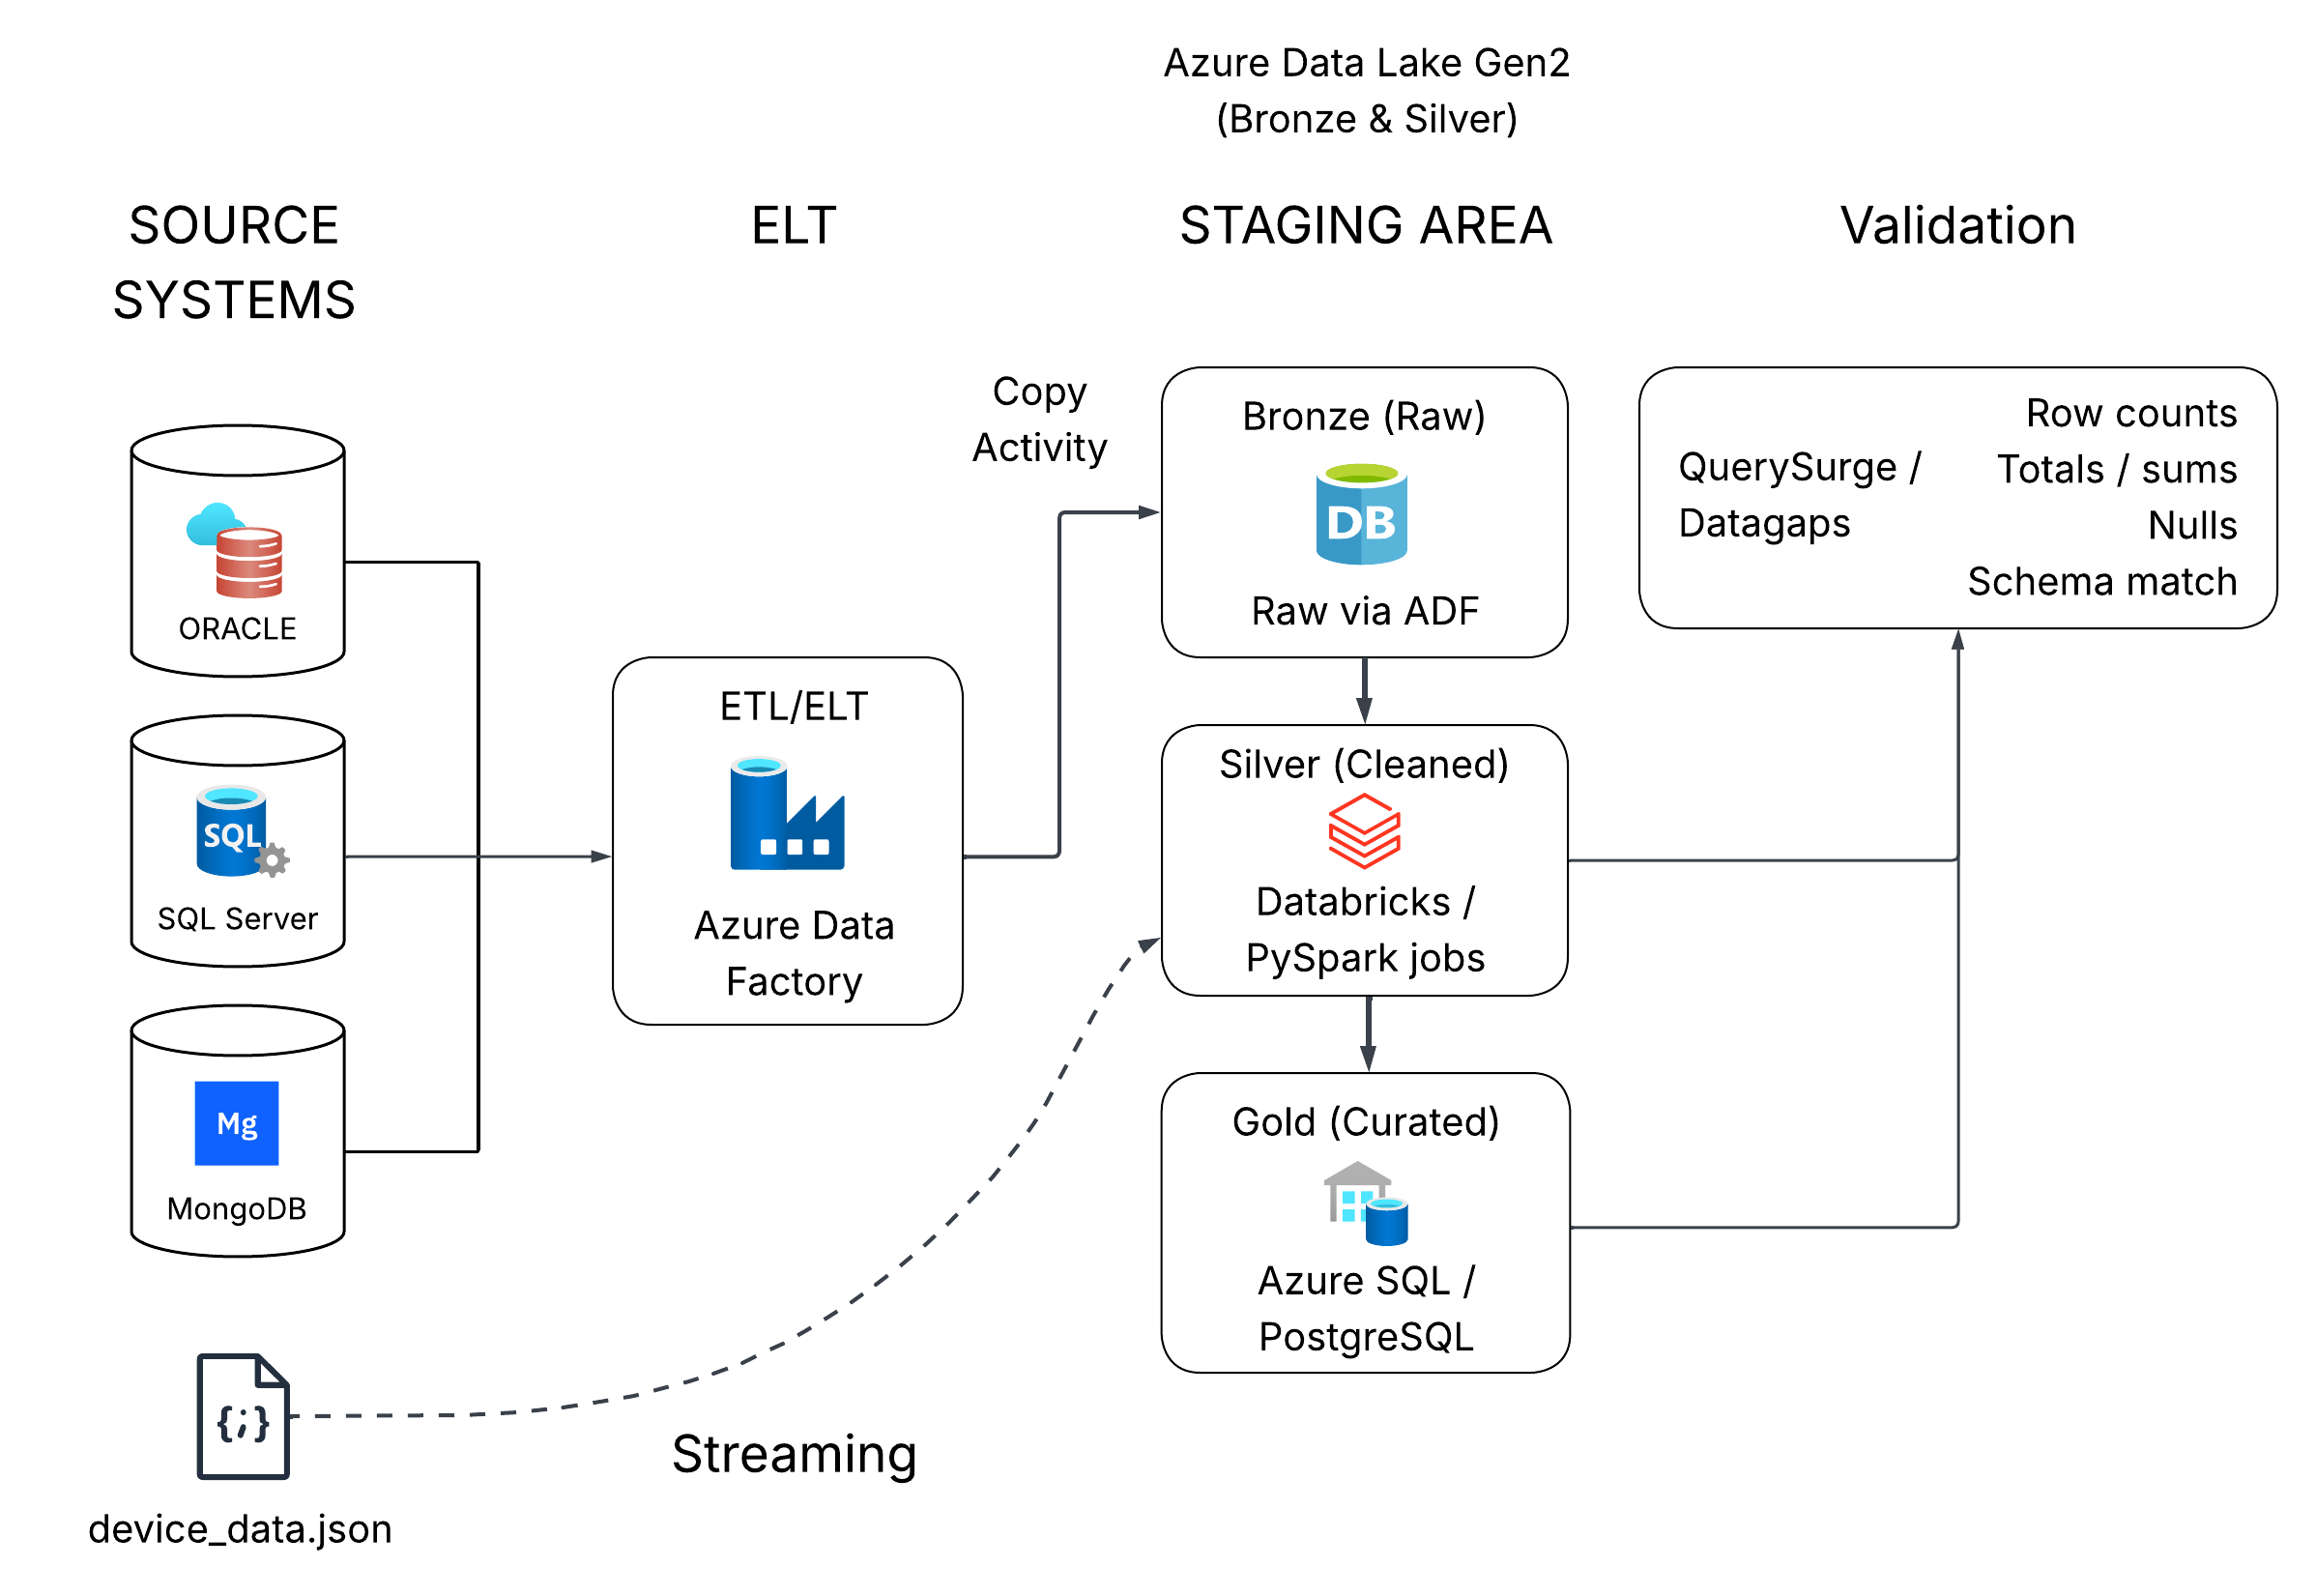 Azure Data Lake Gen2
(Bronze & Silver)
SOURCE
SYSTEMS
ELT
STAGING AREA
Validation
ORACLE
SQL
SQL Server
Mg
MongoDB
{;}
device_data.json
Streaming
ETL/ELT
Azure Data
Factory
Copy
Activity
Bronze (Raw)
DB
Raw via ADF
Silver (Cleaned)
Databricks /
PySpark jobs
Gold (Curated)
Azure SQL /
PostgreSQL
QuerySurge /
Datagaps
Row counts
Totals / sums
Nulls
Schema match